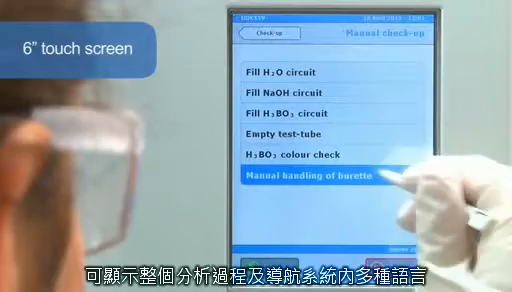 6” touch screen
UDK159
Check-up
Manual check-up
Fill H₂O circuit
Fill NaOH circuit
Fill H₃BO₃ circuit
Empty test-tube
H₃BO₃ colour check
Manual handling of burette
可顯示整個分析過程及導航系統內多種語言